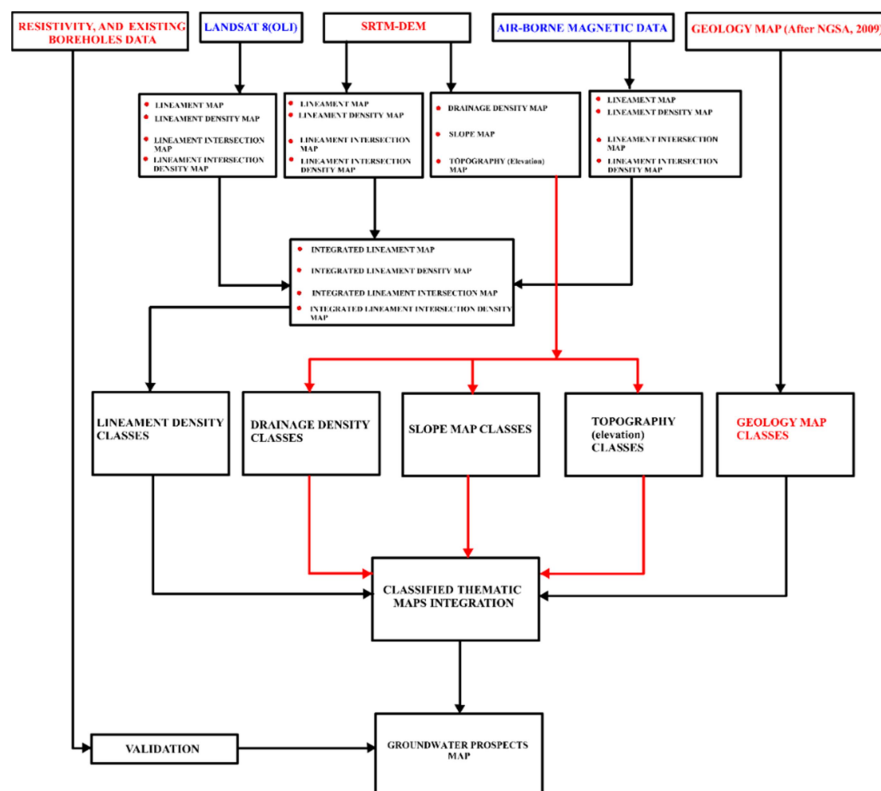 RESISTIVITY, AND EXISTING
BOREHOLES DATA
LANDSAT 8(OLI)
SRTM-DEM
AIR-BORNE MAGNETIC DATA
GEOLOGY MAP (After NGSA, 2009)
LINEAMENT MAP
LINEAMENT DENSITY MAP
LINEAMENT INTERSECTION
MAP
LINEAMENT INTERSECTION
DENSITY MAP
LINEAMENT MAP
LINEAMENT DENSITY MAP
LINEAMENT INTERSECTION
MAP
LINEAMENT INTERSECTION
DENSITY MAP
DRAINAGE DENSITY MAP
SLOPE MAP
TOPOGRAPHY (Elevation)
MAP
LINEAMENT MAP
LINEAMENT DENSITY MAP
LINEAMENT INTERSECTION
MAP
LINEAMENT INTERSECTION
DENSITY MAP
INTEGRATED LINEAMENT MAP
INTEGRATED LINEAMENT DENSITY MAP
INTEGRATED LINEAMENT INTERSECTION MAP
INTEGRATED LINEAMENT INTERSECTION DENSITY
MAP
LINEAMENT DENSITY
CLASSES
DRAINAGE DENSITY
CLASSES
SLOPE MAP CLASSES
TOPOGRAPHY
(elevation)
CLASSES
GEOLOGY MAP
CLASSES
CLASSIFIED THEMATIC
MAPS INTEGRATION
VALIDATION
GROUNDWATER PROSPECTS
MAP